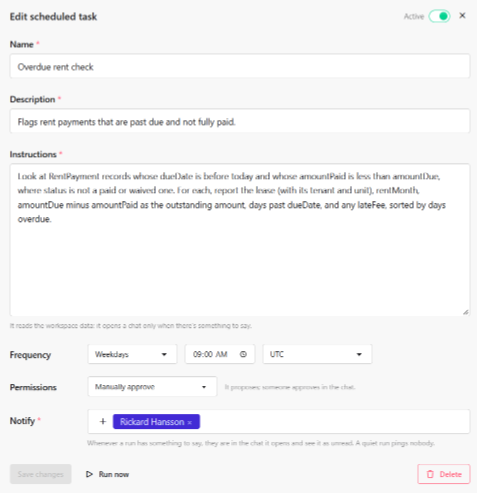 Edit scheduled task
Active
Name *
Overdue rent check
Description *
Flags rent payments that are past due and not fully paid.
Instructions *
Look at RentPayment records whose dueDate is before today and whose amountPaid is less than amountDue,
where status is not a paid or waived one. For each, report the lease (with its tenant and unit), rentMonth,
amountDue minus amountPaid as the outstanding amount, days past dueDate, and any lateFee, sorted by days
overdue.
It reads the workspace data: it opens a chat only when there's something to say.
Frequency
Weekdays
09:00 AM
UTC
Permissions
Manually approve
It proposes; someone approves in the chat.
Notify *
+ Rickard Hansson ×
Whenever a run has something to say, they are in the chat it opens and see it as unread. A quiet run pings nobody.
Save changes
Run now
Delete